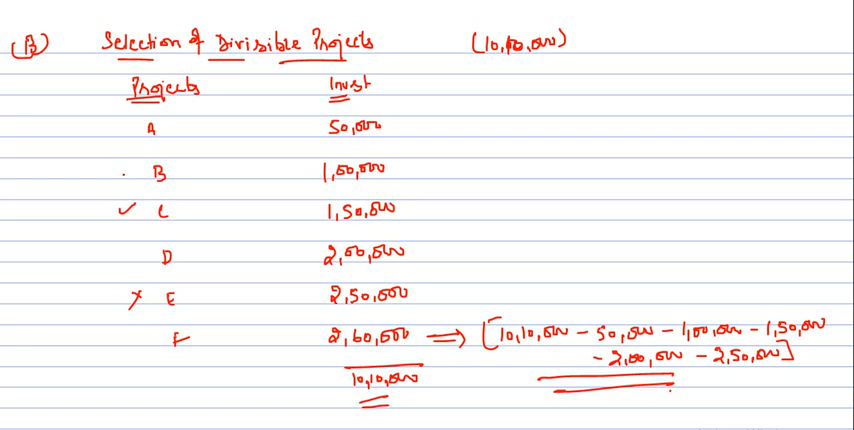 (B) Selection of Divisible Projects (10,10,000)
Projects Invst
A 50,000
B 1,00,000
✓ C 1,50,000
D 2,00,000
✗ E 2,50,000
F 2,60,000 ⇒ [10,10,000 - 50,000 - 1,00,000 - 1,50,000
- 2,00,000 - 2,50,000]
10,10,000